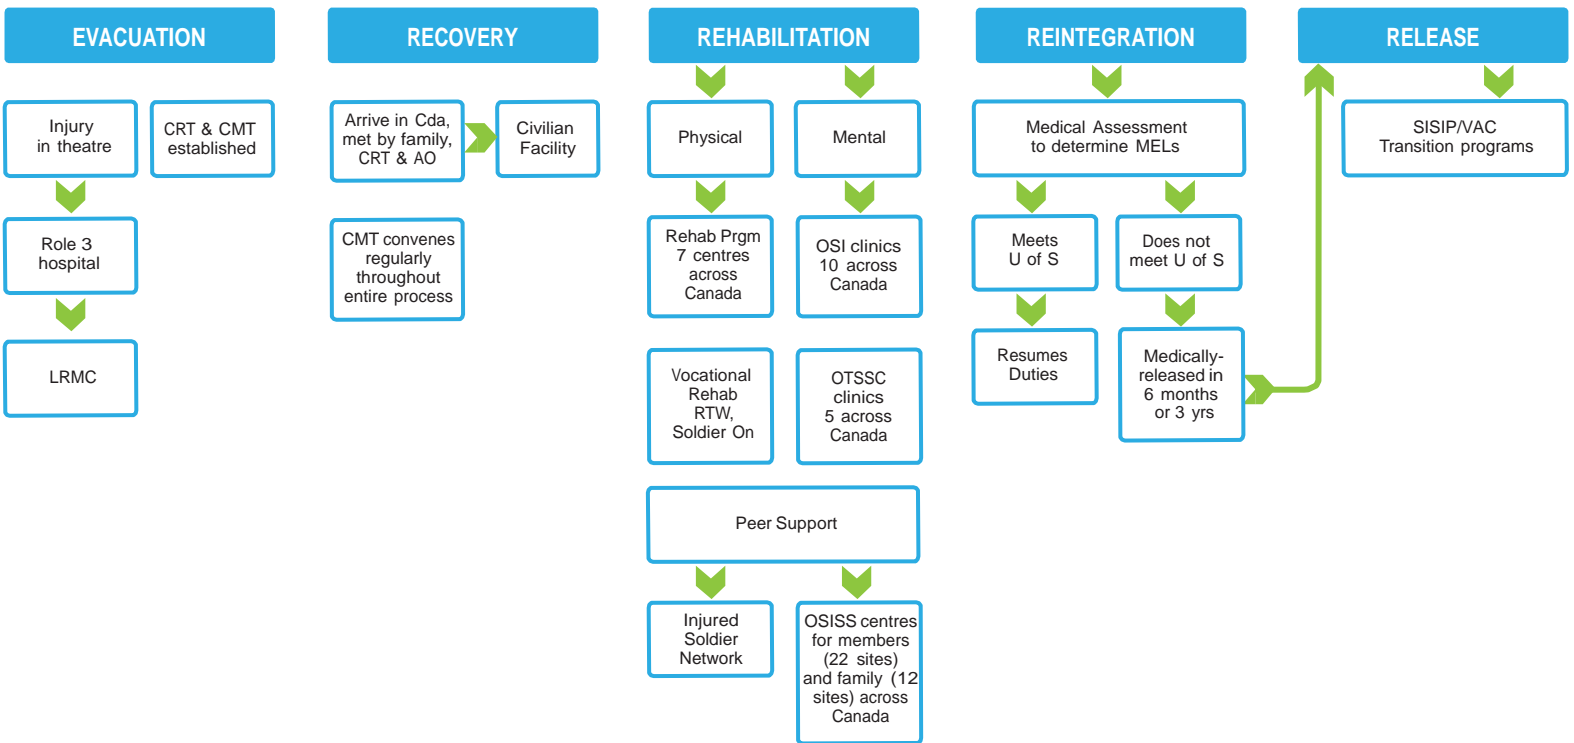 EVACUATION
Injury
in theatre
CRT & CMT
established
Role 3
hospital
LRMC
RECOVERY
Arrive in Cda,
met by family,
CRT & AO
Civilian
Facility
CMT convenes
regularly
throughout
entire process
REHABILITATION
Physical
Mental
Rehab Prgm
7 centres
across
Canada
OSI clinics
10 across
Canada
Vocational
Rehab
RTW,
Soldier On
OTSSC
clinics
5 across
Canada
Peer Support
Injured
Soldier
Network
OSISS centres
for members
(22 sites)
and family (12
sites) across
Canada
REINTEGRATION
Medical Assessment
to determine MELs
Meets
U of S
Does not
meet U of S
Resumes
Duties
Medically-
released in
6 months
or 3 yrs
RELEASE
SISIP/VAC
Transition programs